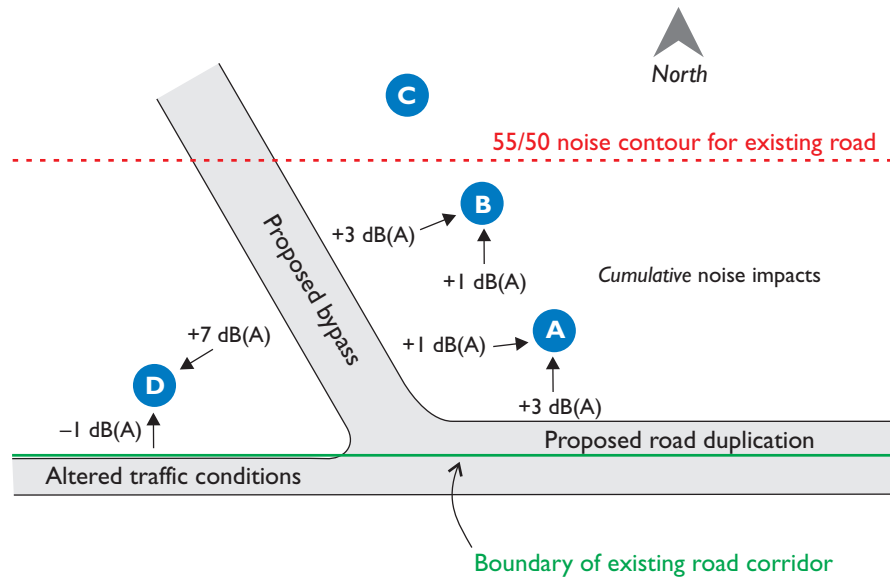 North
C
55/50 noise contour for existing road
B
+3 dB(A)
Proposed bypass
+1 dB(A)
Cumulative noise impacts
A
+1 dB(A)
+7 dB(A)
D
+3 dB(A)
–1 dB(A)
Proposed road duplication
Altered traffic conditions
Boundary of existing road corridor